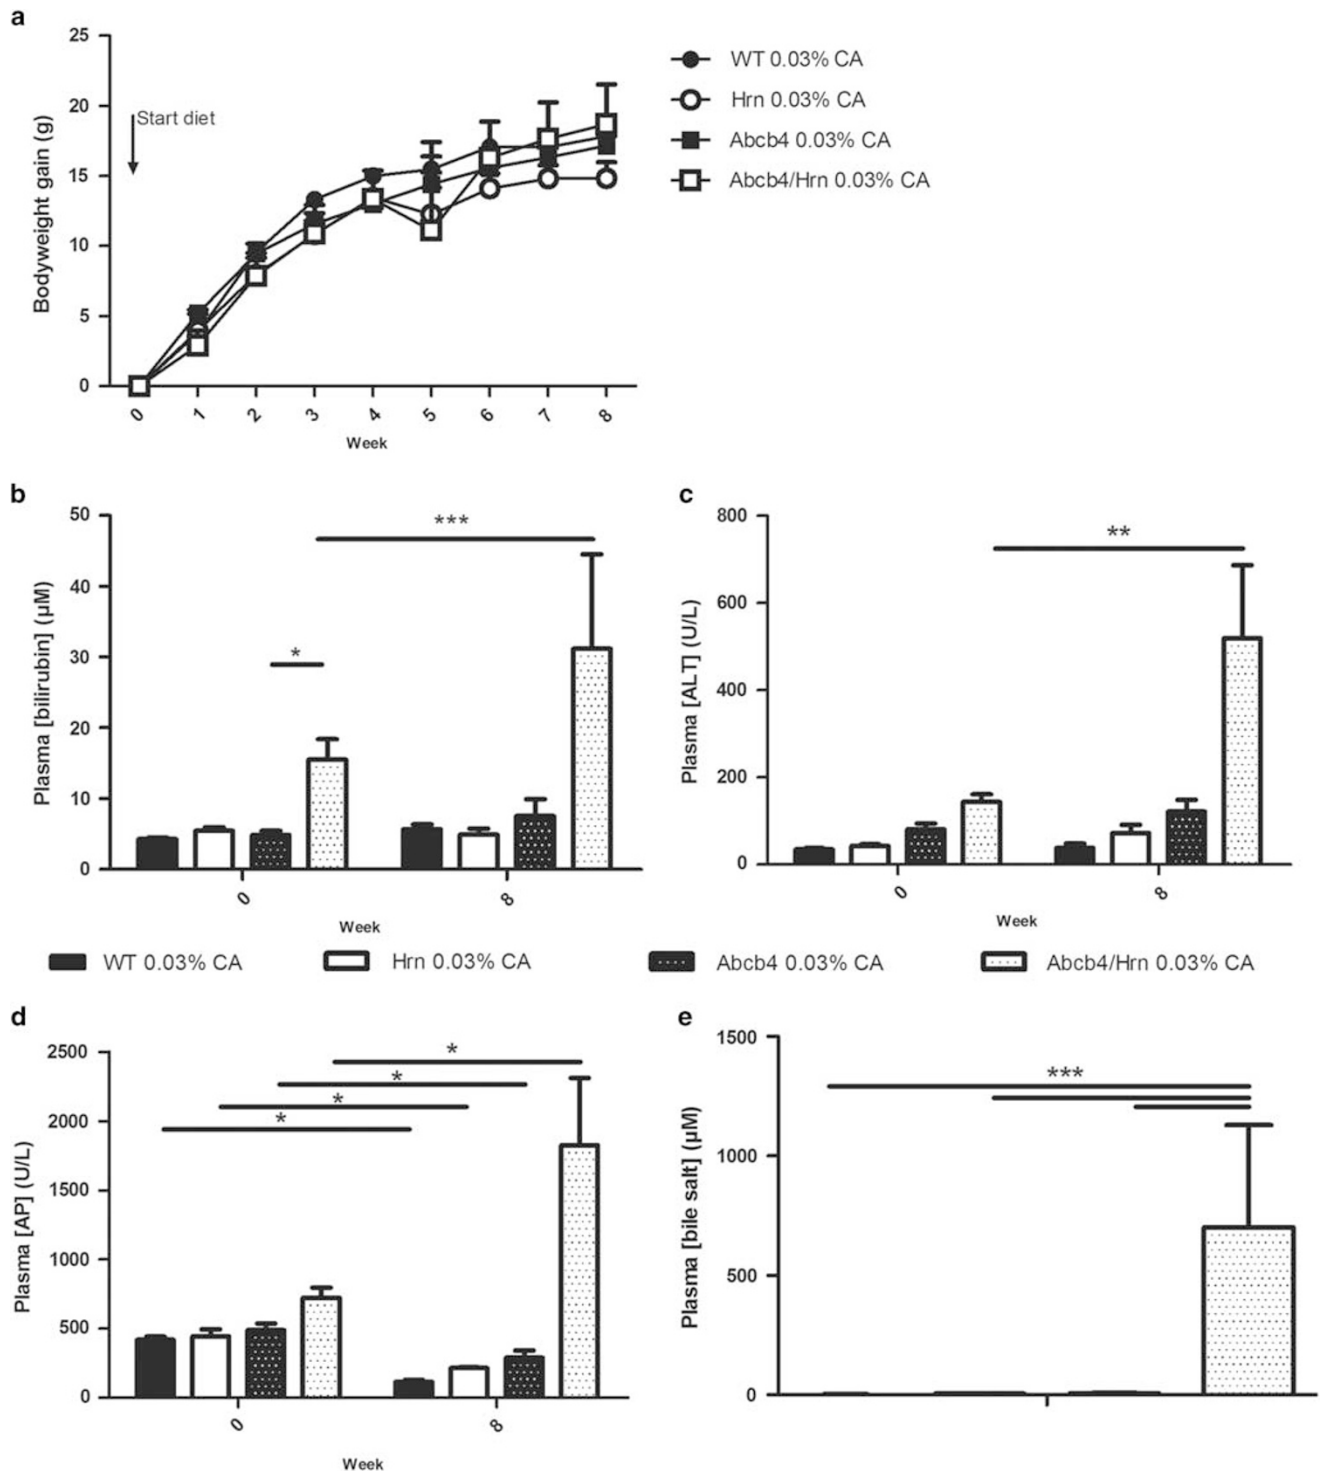 a
25
20
15
10
5
0
Bodyweight gain (g)
Start diet
0 1 2 3 4 5 6 7 8
Week
WT 0.03% CA
Hrn 0.03% CA
Abcb4 0.03% CA
Abcb4/Hrn 0.03% CA
b
50
40
30
20
10
0
Plasma [bilirubin] (µM)
*
***
0 8
Week
c
800
600
400
200
0
Plasma [ALT] (U/L)
**
0 8
Week
WT 0.03% CA Hrn 0.03% CA Abcb4 0.03% CA Abcb4/Hrn 0.03% CA
d
2500
2000
1500
1000
500
0
Plasma [AP] (U/L)
*
*
*
*
0 8
Week
e
1500
1000
500
0
Plasma [bile salt] (µM)
***